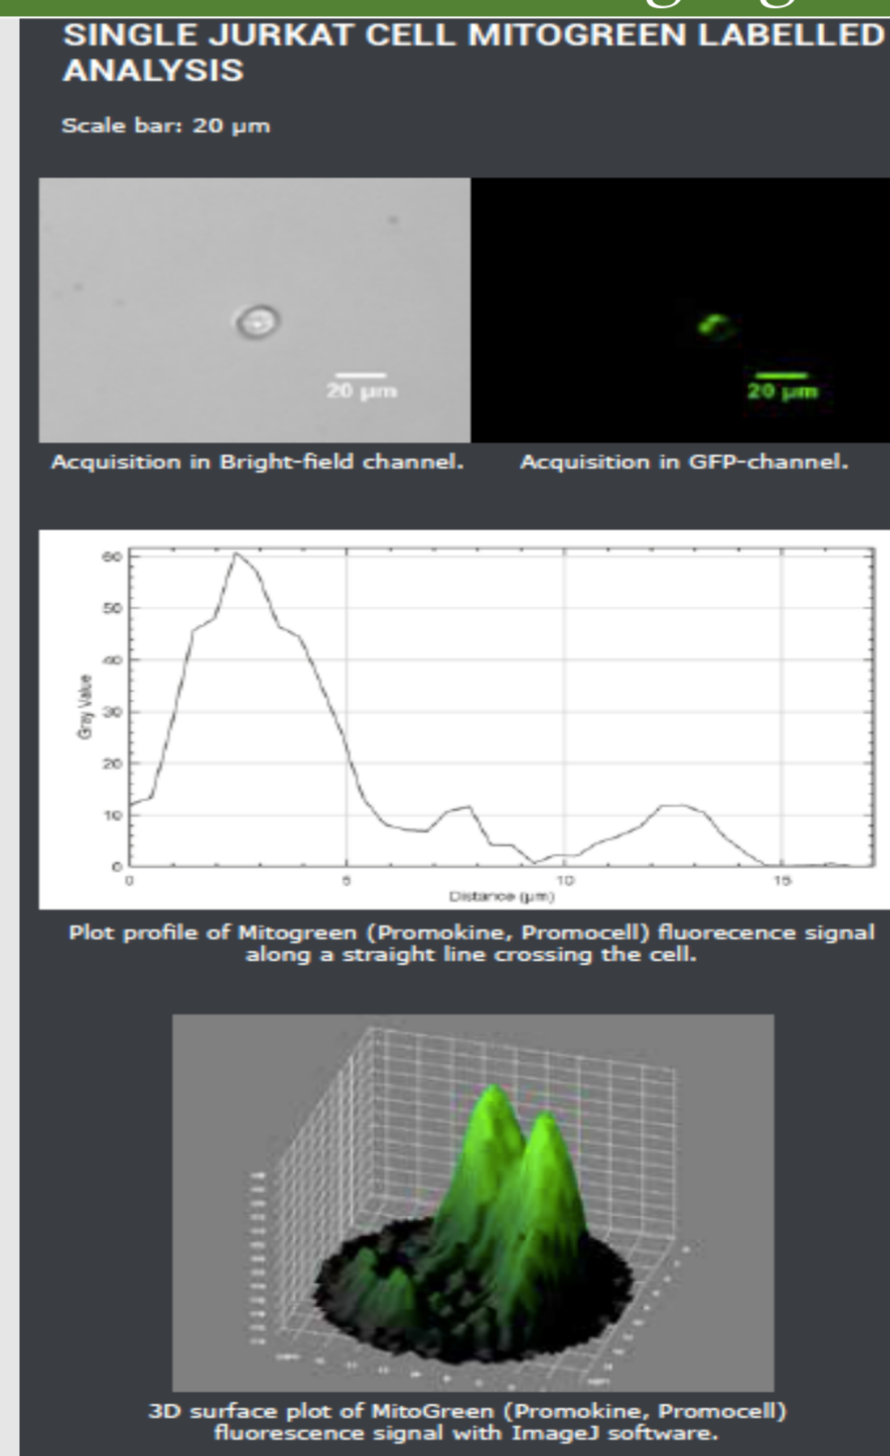 SINGLE JURKAT CELL MITOGREEN LABELLED
ANALYSIS
Scale bar: 20 µm
20 µm
20 µm
Acquisition in Bright-field channel.
Acquisition in GFP-channel.
60
50
40
30
20
10
0
Gray Value
0
5
10
15
Distance (µm)
Plot profile of Mitogreen (Promokine, Promocell) fluorecence signal
along a straight line crossing the cell.
3D surface plot of MitoGreen (Promokine, Promocell)
fluorescence signal with ImageJ software.